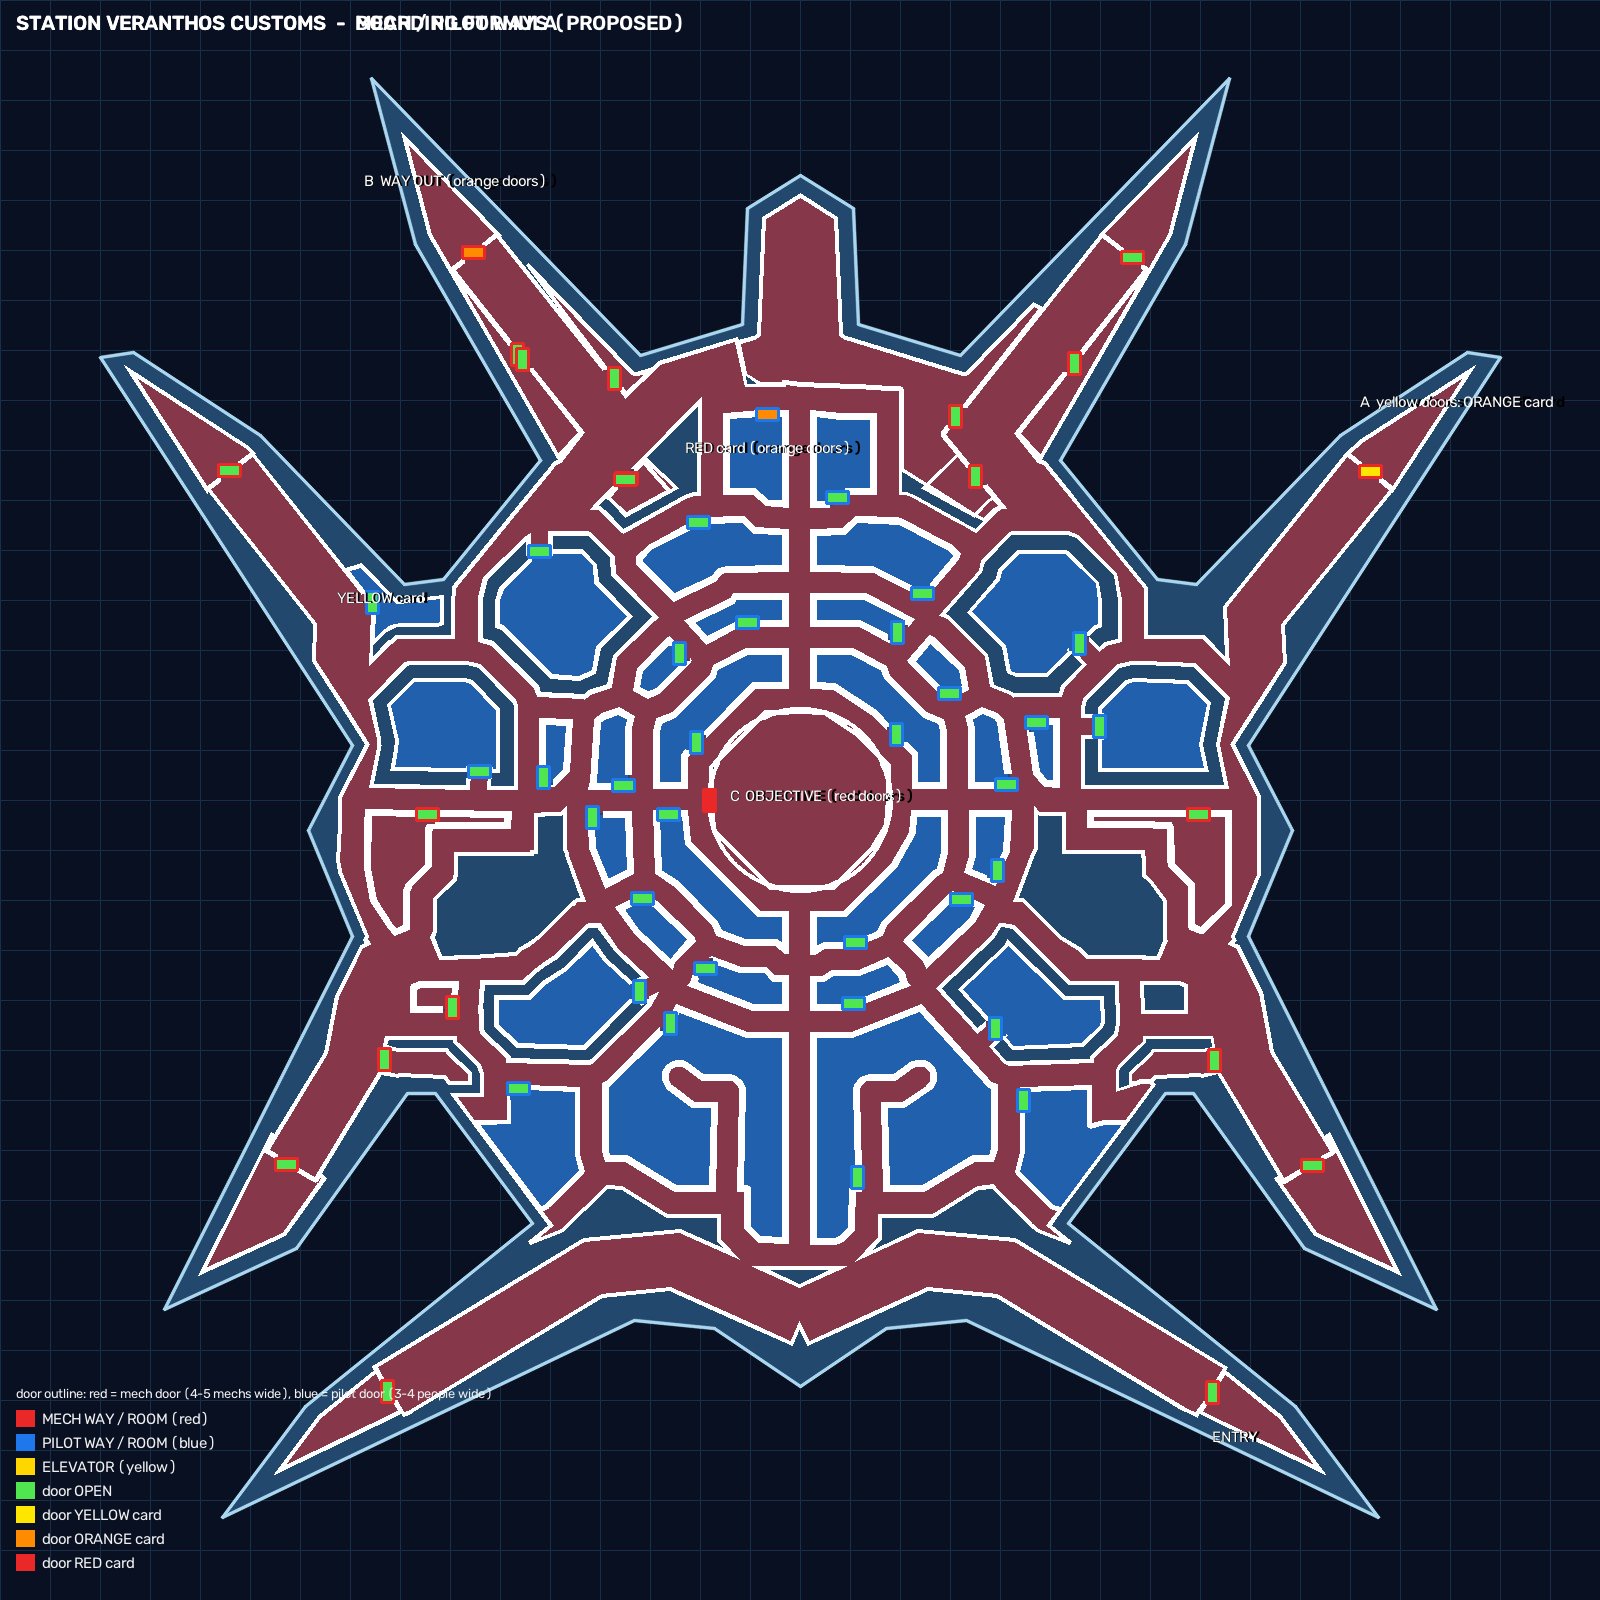 STATION VERANTHOS CUSTOMS - (PROPOSED)
B WAY OUT (orange doors)
A yellow doors: ORANGE card
RED card (orange doors)
YELLOW card
C OBJECTIVE (red doors)
door outline: red = mech door (4-5 mechs wide), blue = pilot door (3-4 people wide)
MECH WAY / ROOM (red)
PILOT WAY / ROOM (blue)
ENTRY
ELEVATOR (yellow)
door OPEN
door YELLOW card
door ORANGE card
door RED card